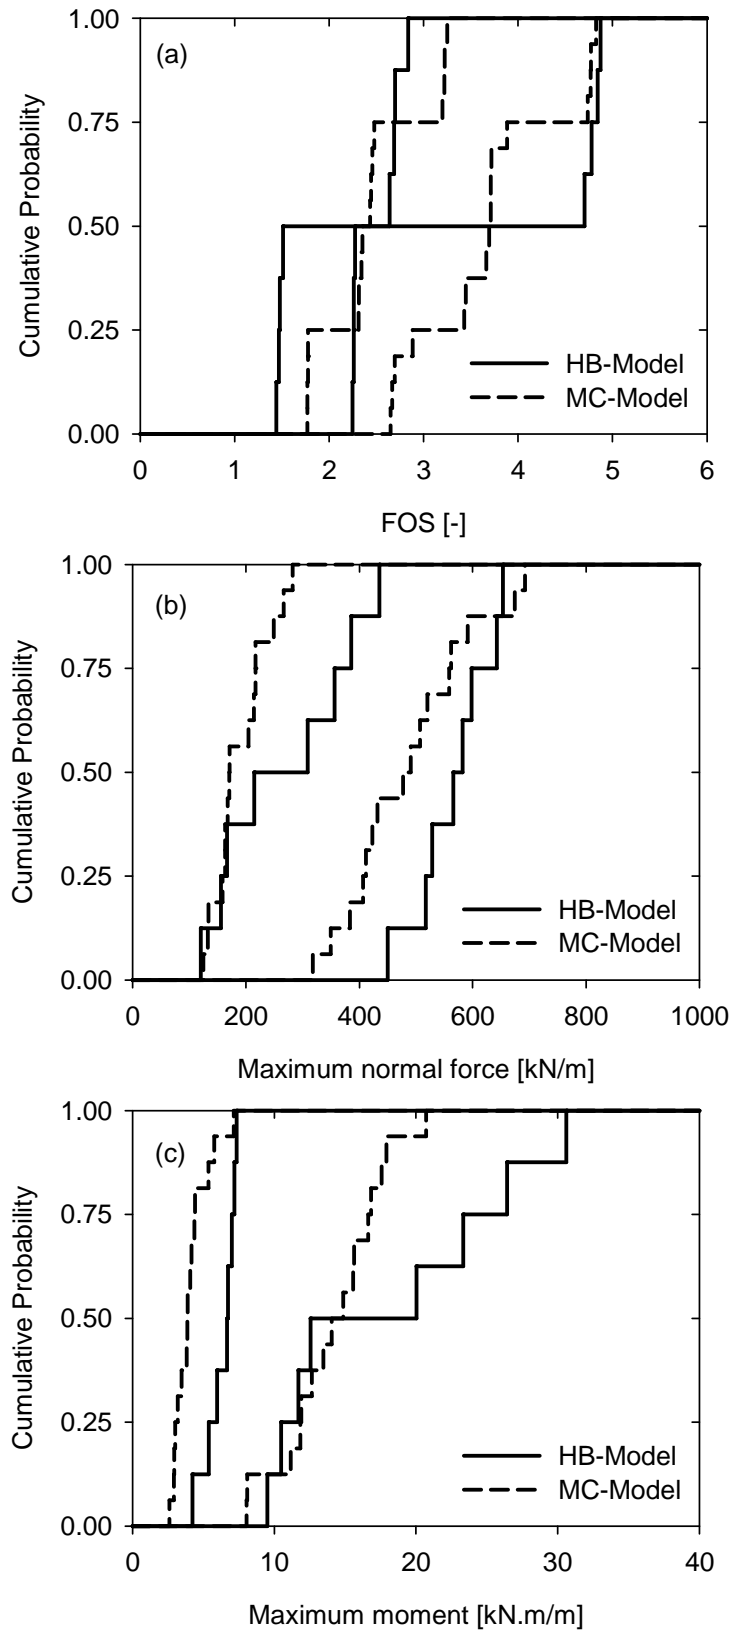 1.00
(a)
0.75
0.50
0.25
0.00
Cumulative Probability
HB-Model
MC-Model
0 1 2 3 4 5 6
FOS [-]
1.00
(b)
0.75
0.50
0.25
0.00
Cumulative Probability
HB-Model
MC-Model
0 200 400 600 800 1000
Maximum normal force [kN/m]
1.00
(c)
0.75
0.50
0.25
0.00
Cumulative Probability
HB-Model
MC-Model
0 10 20 30 40
Maximum moment [kN.m/m]